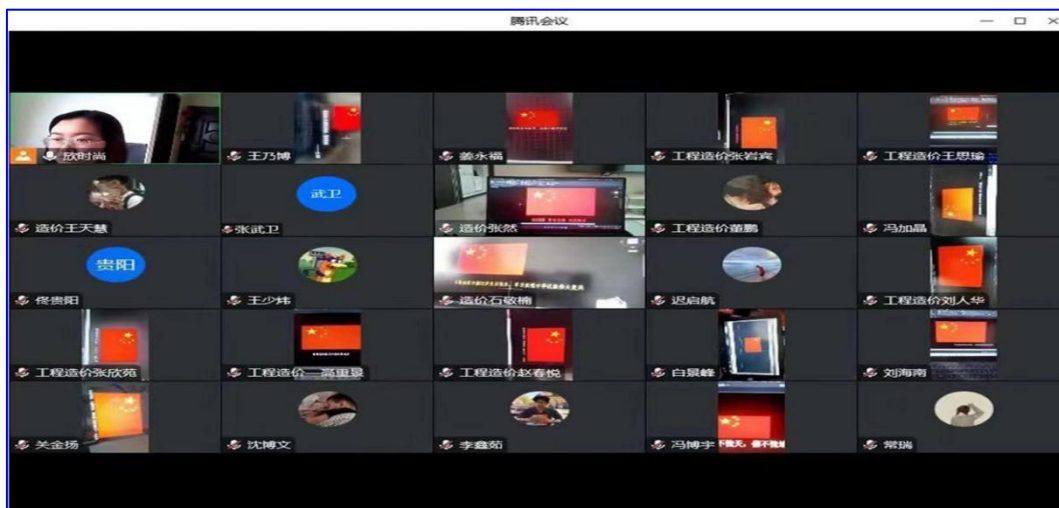 腾讯会议
欣时尚
王乃博
姜永福
工程造价张岩宾
工程造价王思瑜
造价王天慧
武卫
张武卫
造价张然
工程造价董鹏
冯加晶
贵阳
佟贵阳
王少炜
造价石敬楠
迟启航
工程造价刘人华
工程造价张欣苑
工程造价
工程造价赵春悦
白景峰
刘海南
关金扬
沈博文
李鑫茹
冯博宇
常瑞